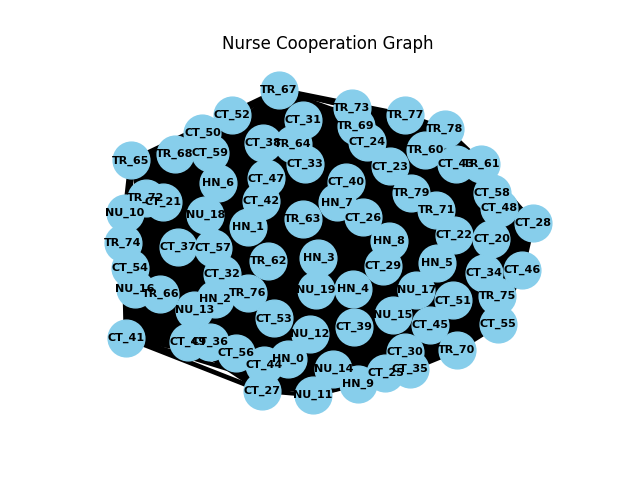 Nurse Cooperation Graph
TR_67
TR_73
CT_52
TR_77
CT_31
TR_69
TR_78
CT_50
CT_38
TR_64
CT_24
TR_68
CT_59
TR_60
TR_65
CT_33
CT_23
CT_43
TR_61
HN_6
CT_47
CT_40
TR_72
CT_21
CT_42
HN_7
TR_79
CT_58
NU_10
NU_18
TR_63
CT_26
TR_71
CT_48
HN_1
CT_28
TR_74
CT_37
CT_57
HN_8
CT_22
CT_20
CT_54
CT_32
TR_62
HN_3
CT_29
HN_5
CT_34
CT_46
NU_16
TR_66
HN_2
TR_76
NU_19
HN_4
NU_17
CT_51
TR_75
NU_13
CT_53
CT_39
NU_15
CT_45
CT_55
CT_41
CT_49
CT_36
NU_12
CT_56
HN_0
CT_30
TR_70
CT_44
NU_14
CT_25
CT_35
CT_27
NU_11
HN_9